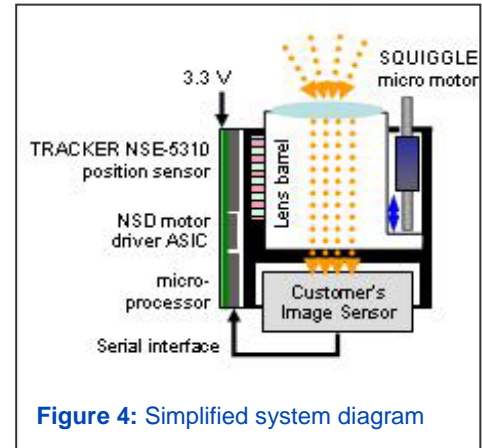 SQUIGGLE
micro motor
3.3 V
TRACKER NSE-5310
position sensor
Lens barrel
NSD motor
driver ASIC
micro-
processor
Customer's
Image Sensor
Serial interface
Figure 4: Simplified system diagram